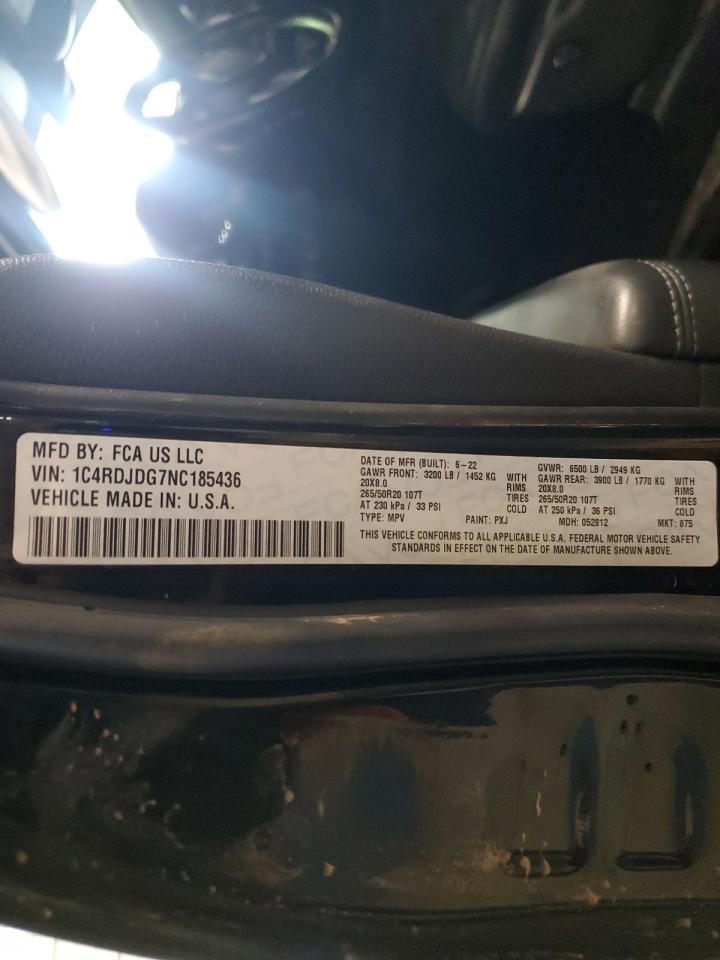 MFD BY: FCA US LLC
VIN: 1C4RDJDG7NC185436
VEHICLE MADE IN: U.S.A.
DATE OF MFR (BUILT): 6-22 GVWR: 6500 LB / 2949 KG
GAWR FRONT: 3200 LB / 1452 KG WITH GAWR REAR: 3900 LB / 1770 KG WITH
20X8.0 RIMS 20X8.0 RIMS
265/50R20 107T TIRES 265/50R20 107T TIRES
AT 230 kPa / 33 PSI COLD AT 250 kPa / 36 PSI COLD
TYPE: MPV PAINT: PXJ MDH: 052812 MKT: 875
THIS VEHICLE CONFORMS TO ALL APPLICABLE U.S.A. FEDERAL MOTOR VEHICLE SAFETY
STANDARDS IN EFFECT ON THE DATE OF MANUFACTURE SHOWN ABOVE.